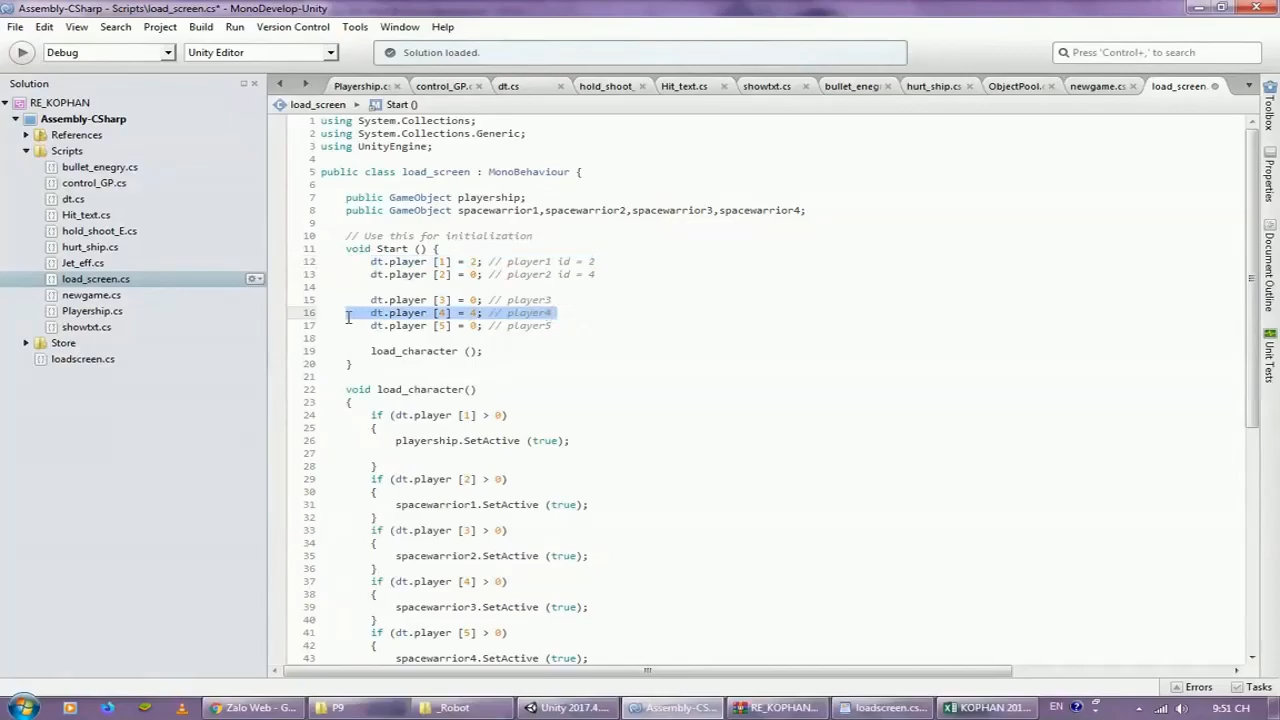 Assembly-CSharp - Scripts\load_screen.cs* - MonoDevelop-Unity
File Edit View Search Project Build Run Version Control Tools Window Help
Debug Unity Editor Solution loaded. Press 'Control+,' to search
Solution
Playership.c control_GP.c dt.cs hold_shoot_ Hit_text.cs showtxt.cs bullet_enegr hurt_ship.cs ObjectPool.c newgame.cs load_screen.
RE_KOPHAN
Assembly-CSharp
References
Scripts
bullet_enegry.cs
control_GP.cs
dt.cs
Hit_text.cs
hold_shoot_E.cs
hurt_ship.cs
Jet_eff.cs
load_screen.cs
newgame.cs
Playership.cs
showtxt.cs
Store
loadscreen.cs
load_screen Start ()
1 using System.Collections;
2 using System.Collections.Generic;
3 using UnityEngine;
4
5 public class load_screen : MonoBehaviour {
6
7 public GameObject playership;
8 public GameObject spacewarrior1,spacewarrior2,spacewarrior3,spacewarrior4;
9
10 // Use this for initialization
11 void Start () {
12 dt.player [1] = 2; // player1 id = 2
13 dt.player [2] = 0; // player2 id = 4
14
15 dt.player [3] = 0; // player3
16 dt.player [4] = 4; // player4
17 dt.player [5] = 0; // player5
18
19 load_character ();
20 }
21
22 void load_character()
23 {
24 if (dt.player [1] > 0)
25 {
26 playership.SetActive (true);
27
28 }
29 if (dt.player [2] > 0)
30 {
31 spacewarrior1.SetActive (true);
32 }
33 if (dt.player [3] > 0)
34 {
35 spacewarrior2.SetActive (true);
36 }
37 if (dt.player [4] > 0)
38 {
39 spacewarrior3.SetActive (true);
40 }
41 if (dt.player [5] > 0)
42 {
43 spacewarrior4.SetActive (true);
Toolbox
Properties
Document Outline
Unit Tests
Errors Tasks
Zalo Web - G... P9 _Robot Unity 2017.4.... Assembly-CS... RE_KOPHAN... loadscreen.cs... KOPHAN 201... EN 9:51 CH